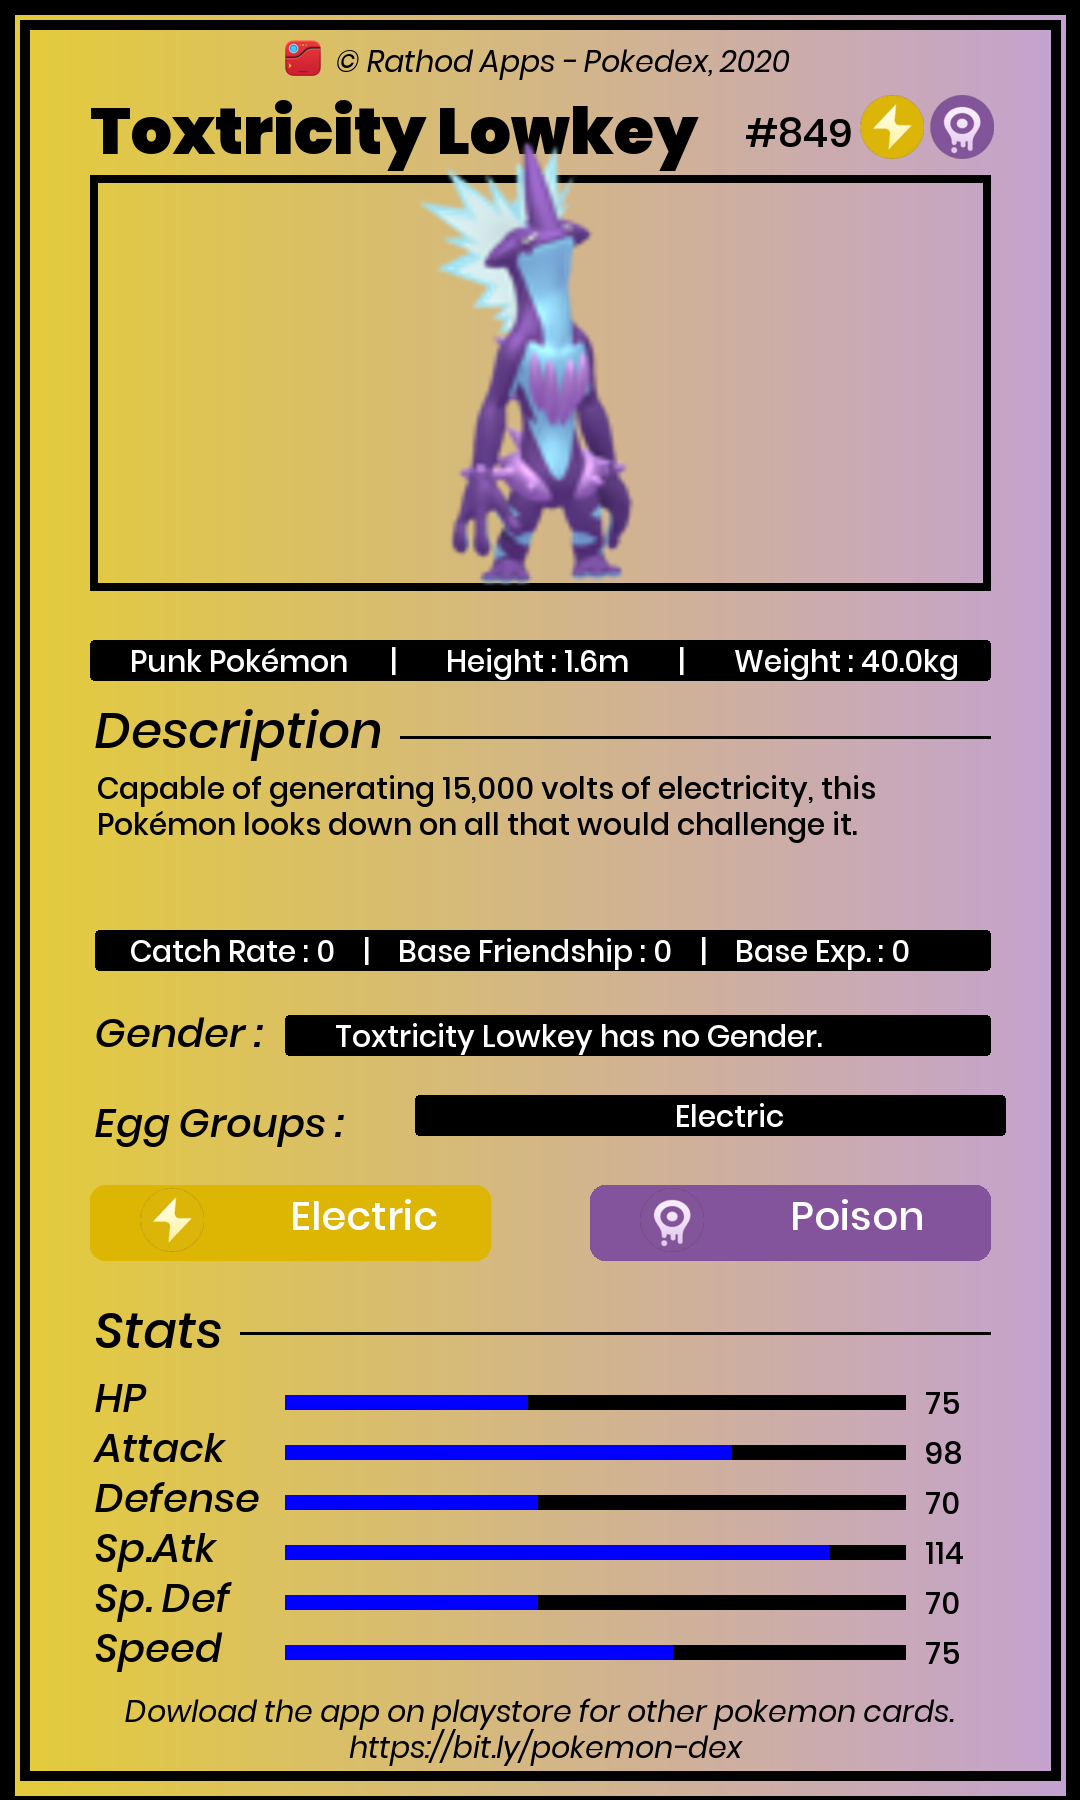 © Rathod Apps - Pokedex, 2020
Toxtricity Lowkey #849
Punk Pokémon | Height : 1.6m | Weight : 40.0kg
Description
Capable of generating 15,000 volts of electricity, this
Pokémon looks down on all that would challenge it.
Catch Rate : 0 | Base Friendship : 0 | Base Exp. : 0
Gender : Toxtricity Lowkey has no Gender.
Egg Groups : Electric
Electric Poison
Stats
HP 75
Attack 98
Defense 70
Sp.Atk 114
Sp. Def 70
Speed 75
Dowload the app on playstore for other pokemon cards.
https://bit.ly/pokemon-dex